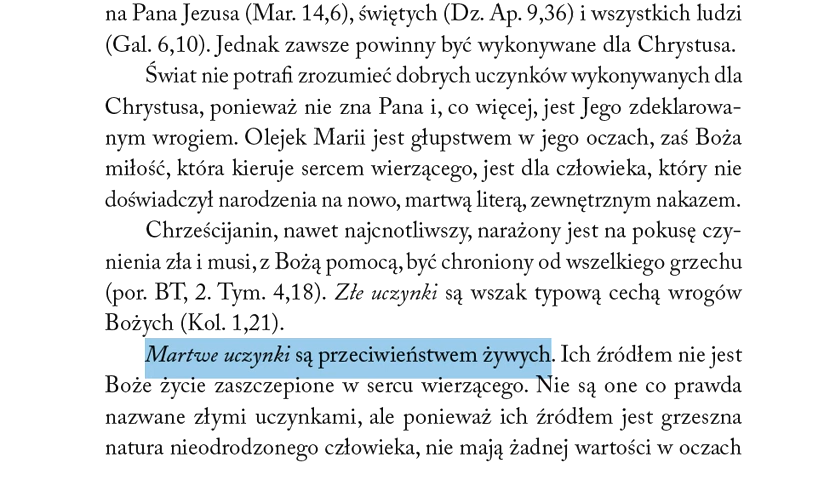 na Pana Jezusa (Mar. 14,6), świętych (Dz. Ap. 9,36) i wszystkich ludzi
(Gal. 6,10). Jednak zawsze powinny być wykonywane dla Chrystusa.
Świat nie potrafi zrozumieć dobrych uczynków wykonywanych dla
Chrystusa, ponieważ nie zna Pana i, co więcej, jest Jego zdeklarowa-
nym wrogiem. Olejek Marii jest głupstwem w jego oczach, zaś Boża
miłość, która kieruje sercem wierzącego, jest dla człowieka, który nie
doświadczył narodzenia na nowo, martwą literą, zewnętrznym nakazem.
Chrześcijanin, nawet najcnotliwszy, narażony jest na pokusę czy-
nienia zła i musi, z Bożą pomocą, być chroniony od wszelkiego grzechu
(por. BT, 2. Tym. 4,18). Złe uczynki są wszak typową cechą wrogów
Bożych (Kol. 1,21).
Martwe uczynki są przeciwieństwem żywych. Ich źródłem nie jest
Boże życie zaszczepione w sercu wierzącego. Nie są one co prawda
nazwane złymi uczynkami, ale ponieważ ich źródłem jest grzeszna
natura nieodrodzonego człowieka, nie mają żadnej wartości w oczach